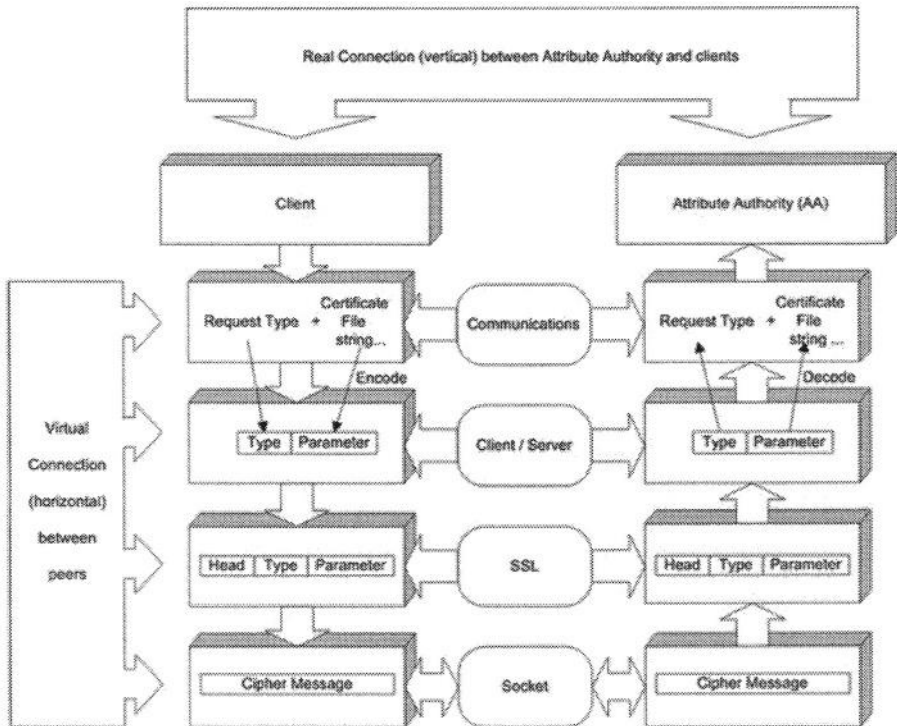 Real Connection (vertical) between Attribute Authority and clients
Client
Attribute Authority (AA)
Request Type + Certificate
File
string...
Communications
Request Type + Certificate
File
string ...
Encode
Decode
Type Parameter
Client / Server
Type Parameter
Virtual
Connection
(horizontal)
between
peers
Head Type Parameter
SSL
Head Type Parameter
Cipher Message
Socket
Cipher Message